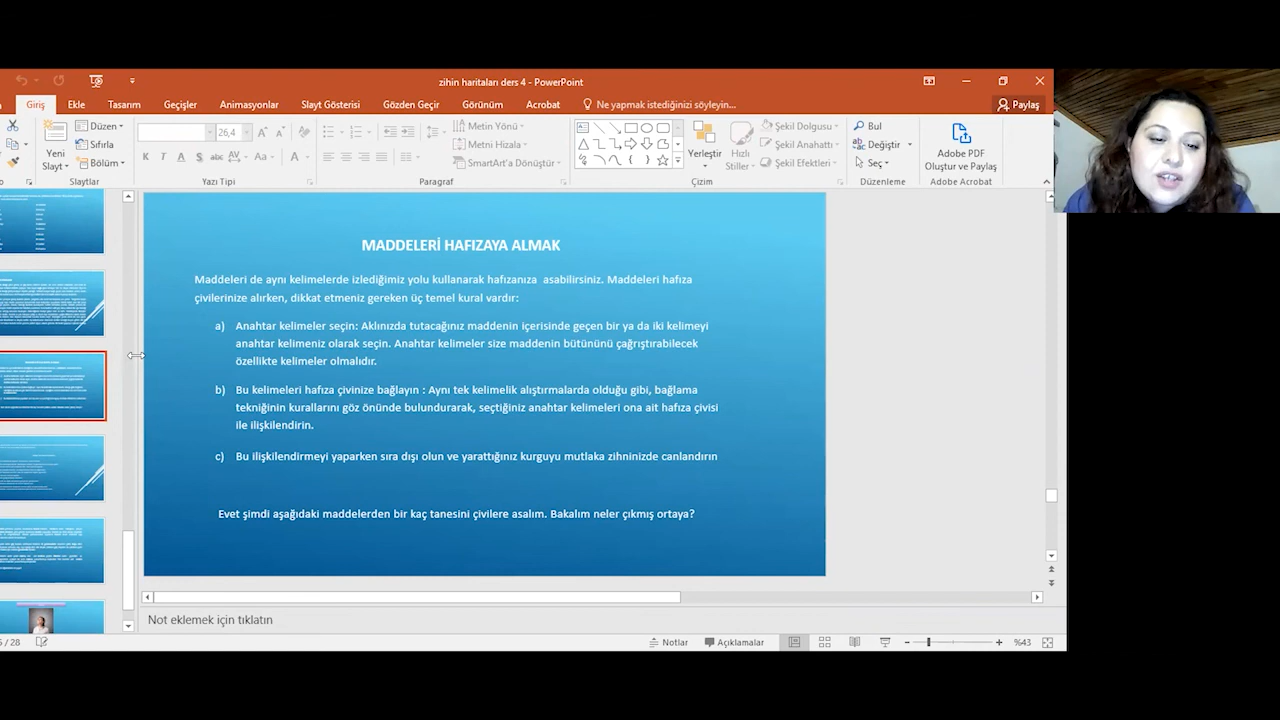 zihin haritaları ders 4 - PowerPoint
Giriş Ekle Tasarım Geçişler Animasyonlar Slayt Gösterisi Gözden Geçir Görünüm Acrobat Ne yapmak istediğinizi söyleyin... Paylaş
Yeni Slayt
Düzen
Sıfırla
Bölüm
Slaytlar
26,4
K T A S abc AV Aa A
Yazı Tipi
Metin Yönü
Metni Hizala
SmartArt'a Dönüştür
Paragraf
Yerleştir
Hızlı Stiller
Şekil Dolgusu
Şekil Anahattı
Şekil Efektleri
Çizim
Bul
Değiştir
Seç
Düzenleme
Adobe PDF
Oluştur ve Paylaş
Adobe Acrobat
MADDELERİ HAFIZAYA ALMAK
Maddeleri de aynı kelimelerde izlediğimiz yolu kullanarak hafızanıza asabilirsiniz. Maddeleri hafıza
çivilerinize alırken, dikkat etmeniz gereken üç temel kural vardır:
a) Anahtar kelimeler seçin: Aklınızda tutacağınız maddenin içerisinde geçen bir ya da iki kelimeyi
anahtar kelimeniz olarak seçin. Anahtar kelimeler size maddenin bütününü çağrıştırabilecek
özellikte kelimeler olmalıdır.
b) Bu kelimeleri hafıza çivinize bağlayın : Aynı tek kelimelik alıştırmalarda olduğu gibi, bağlama
tekniğinin kurallarını göz önünde bulundurarak, seçtiğiniz anahtar kelimeleri ona ait hafıza çivisi
ile ilişkilendirin.
c) Bu ilişkilendirmeyi yaparken sıra dışı olun ve yarattığınız kurguyu mutlaka zihninizde canlandırın
Evet şimdi aşağıdaki maddelerden bir kaç tanesini çivilere asalım. Bakalım neler çıkmış ortaya?
Not eklemek için tıklatın
/ 28
Notlar Açıklamalar %43